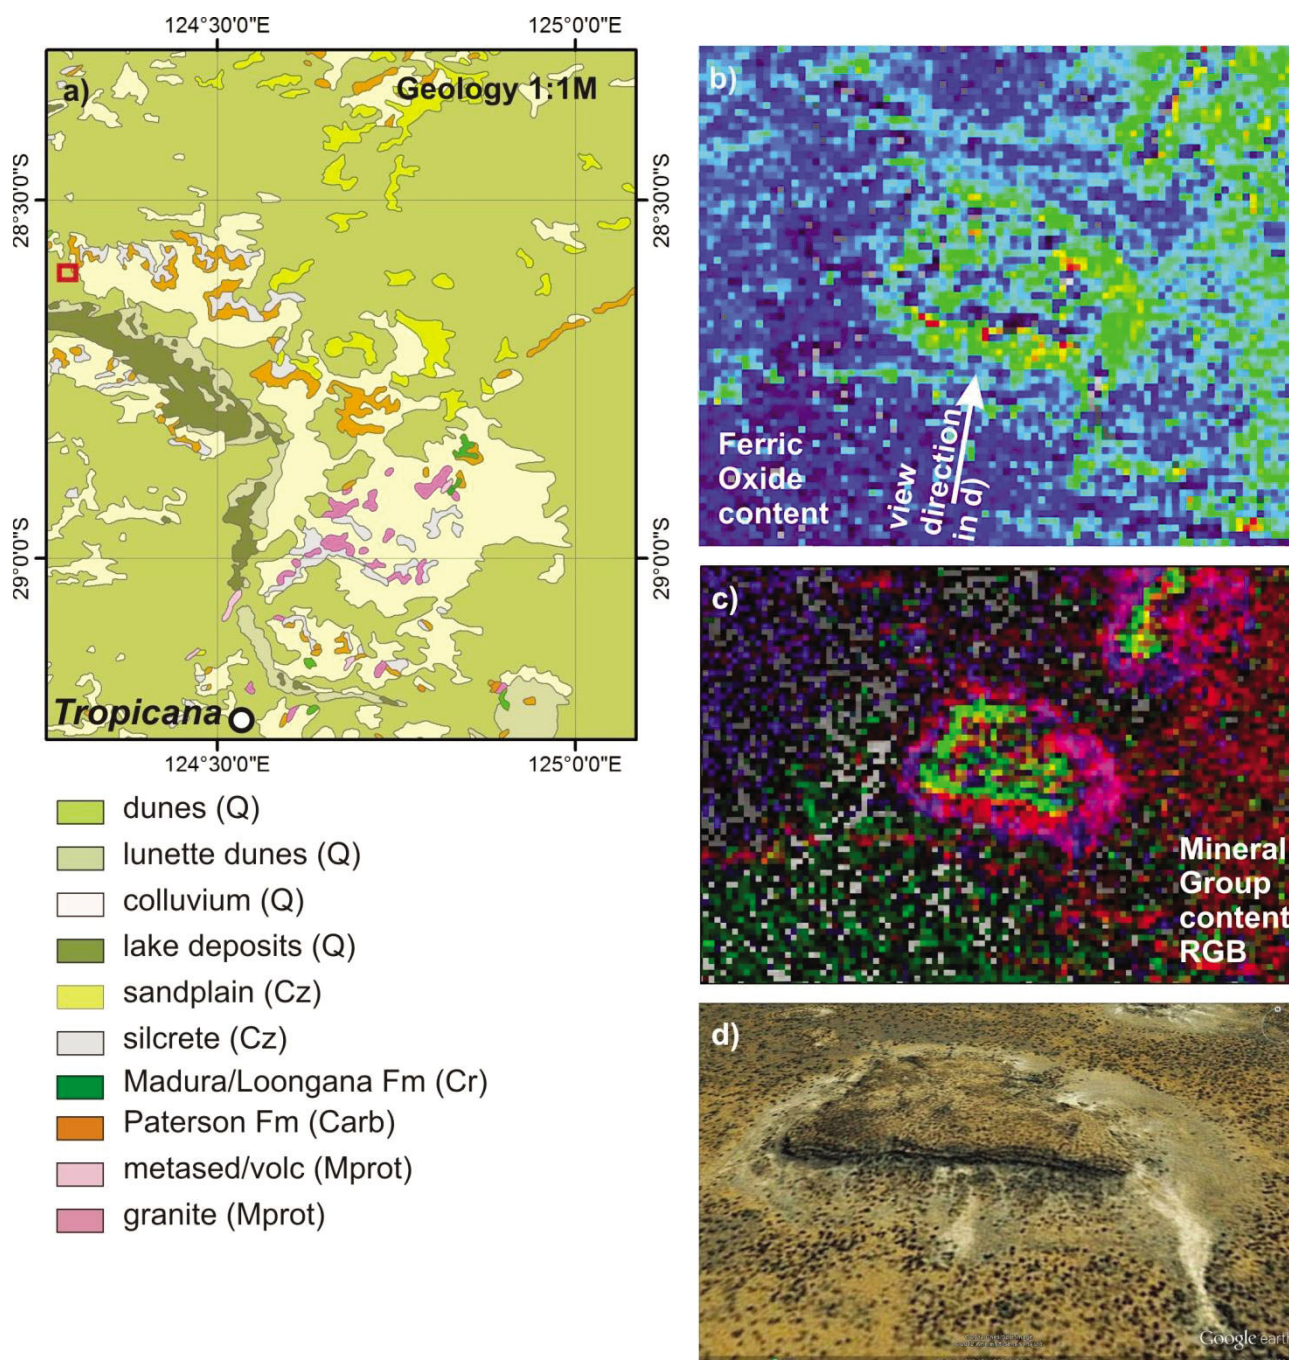 124°30'0"E
125°0'0"E
a)
Geology 1:1M
28°30'0"S
28°30'0"S
29°0'0"S
29°0'0"S
Tropicana
124°30'0"E
125°0'0"E
dunes (Q)
lunette dunes (Q)
colluvium (Q)
lake deposits (Q)
sandplain (Cz)
silcrete (Cz)
Madura/Loongana Fm (Cr)
Paterson Fm (Carb)
metased/volc (Mprot)
granite (Mprot)
b)
Ferric
Oxide
content
view
direction
in d)
c)
Mineral
Group
content
RGB
d)
Google earth